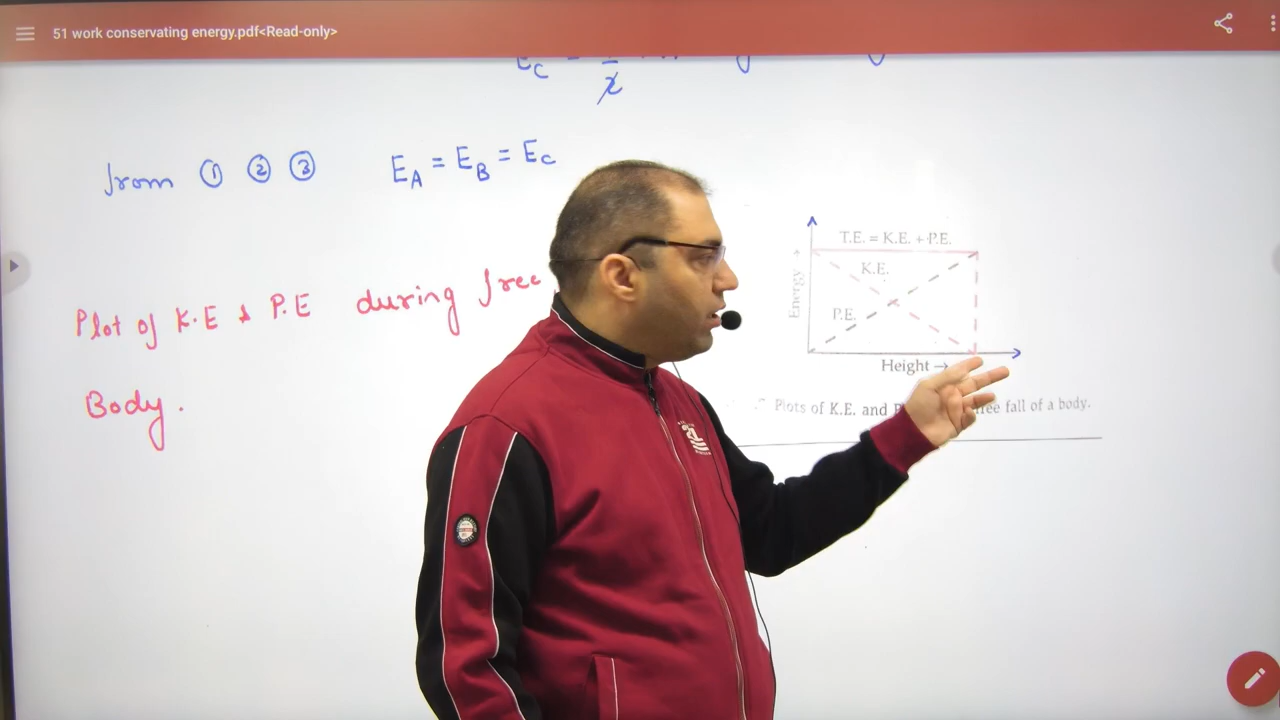 51 work conservating energy.pdf<Read-only>
from ① ② ③ E_A = E_B = E_C
T.E. = K.E. + P.E.
K.E.
P.E.
Energy →
Height →
Plot of K.E & P.E during free
Body.
Plots of K.E. and free fall of a body.